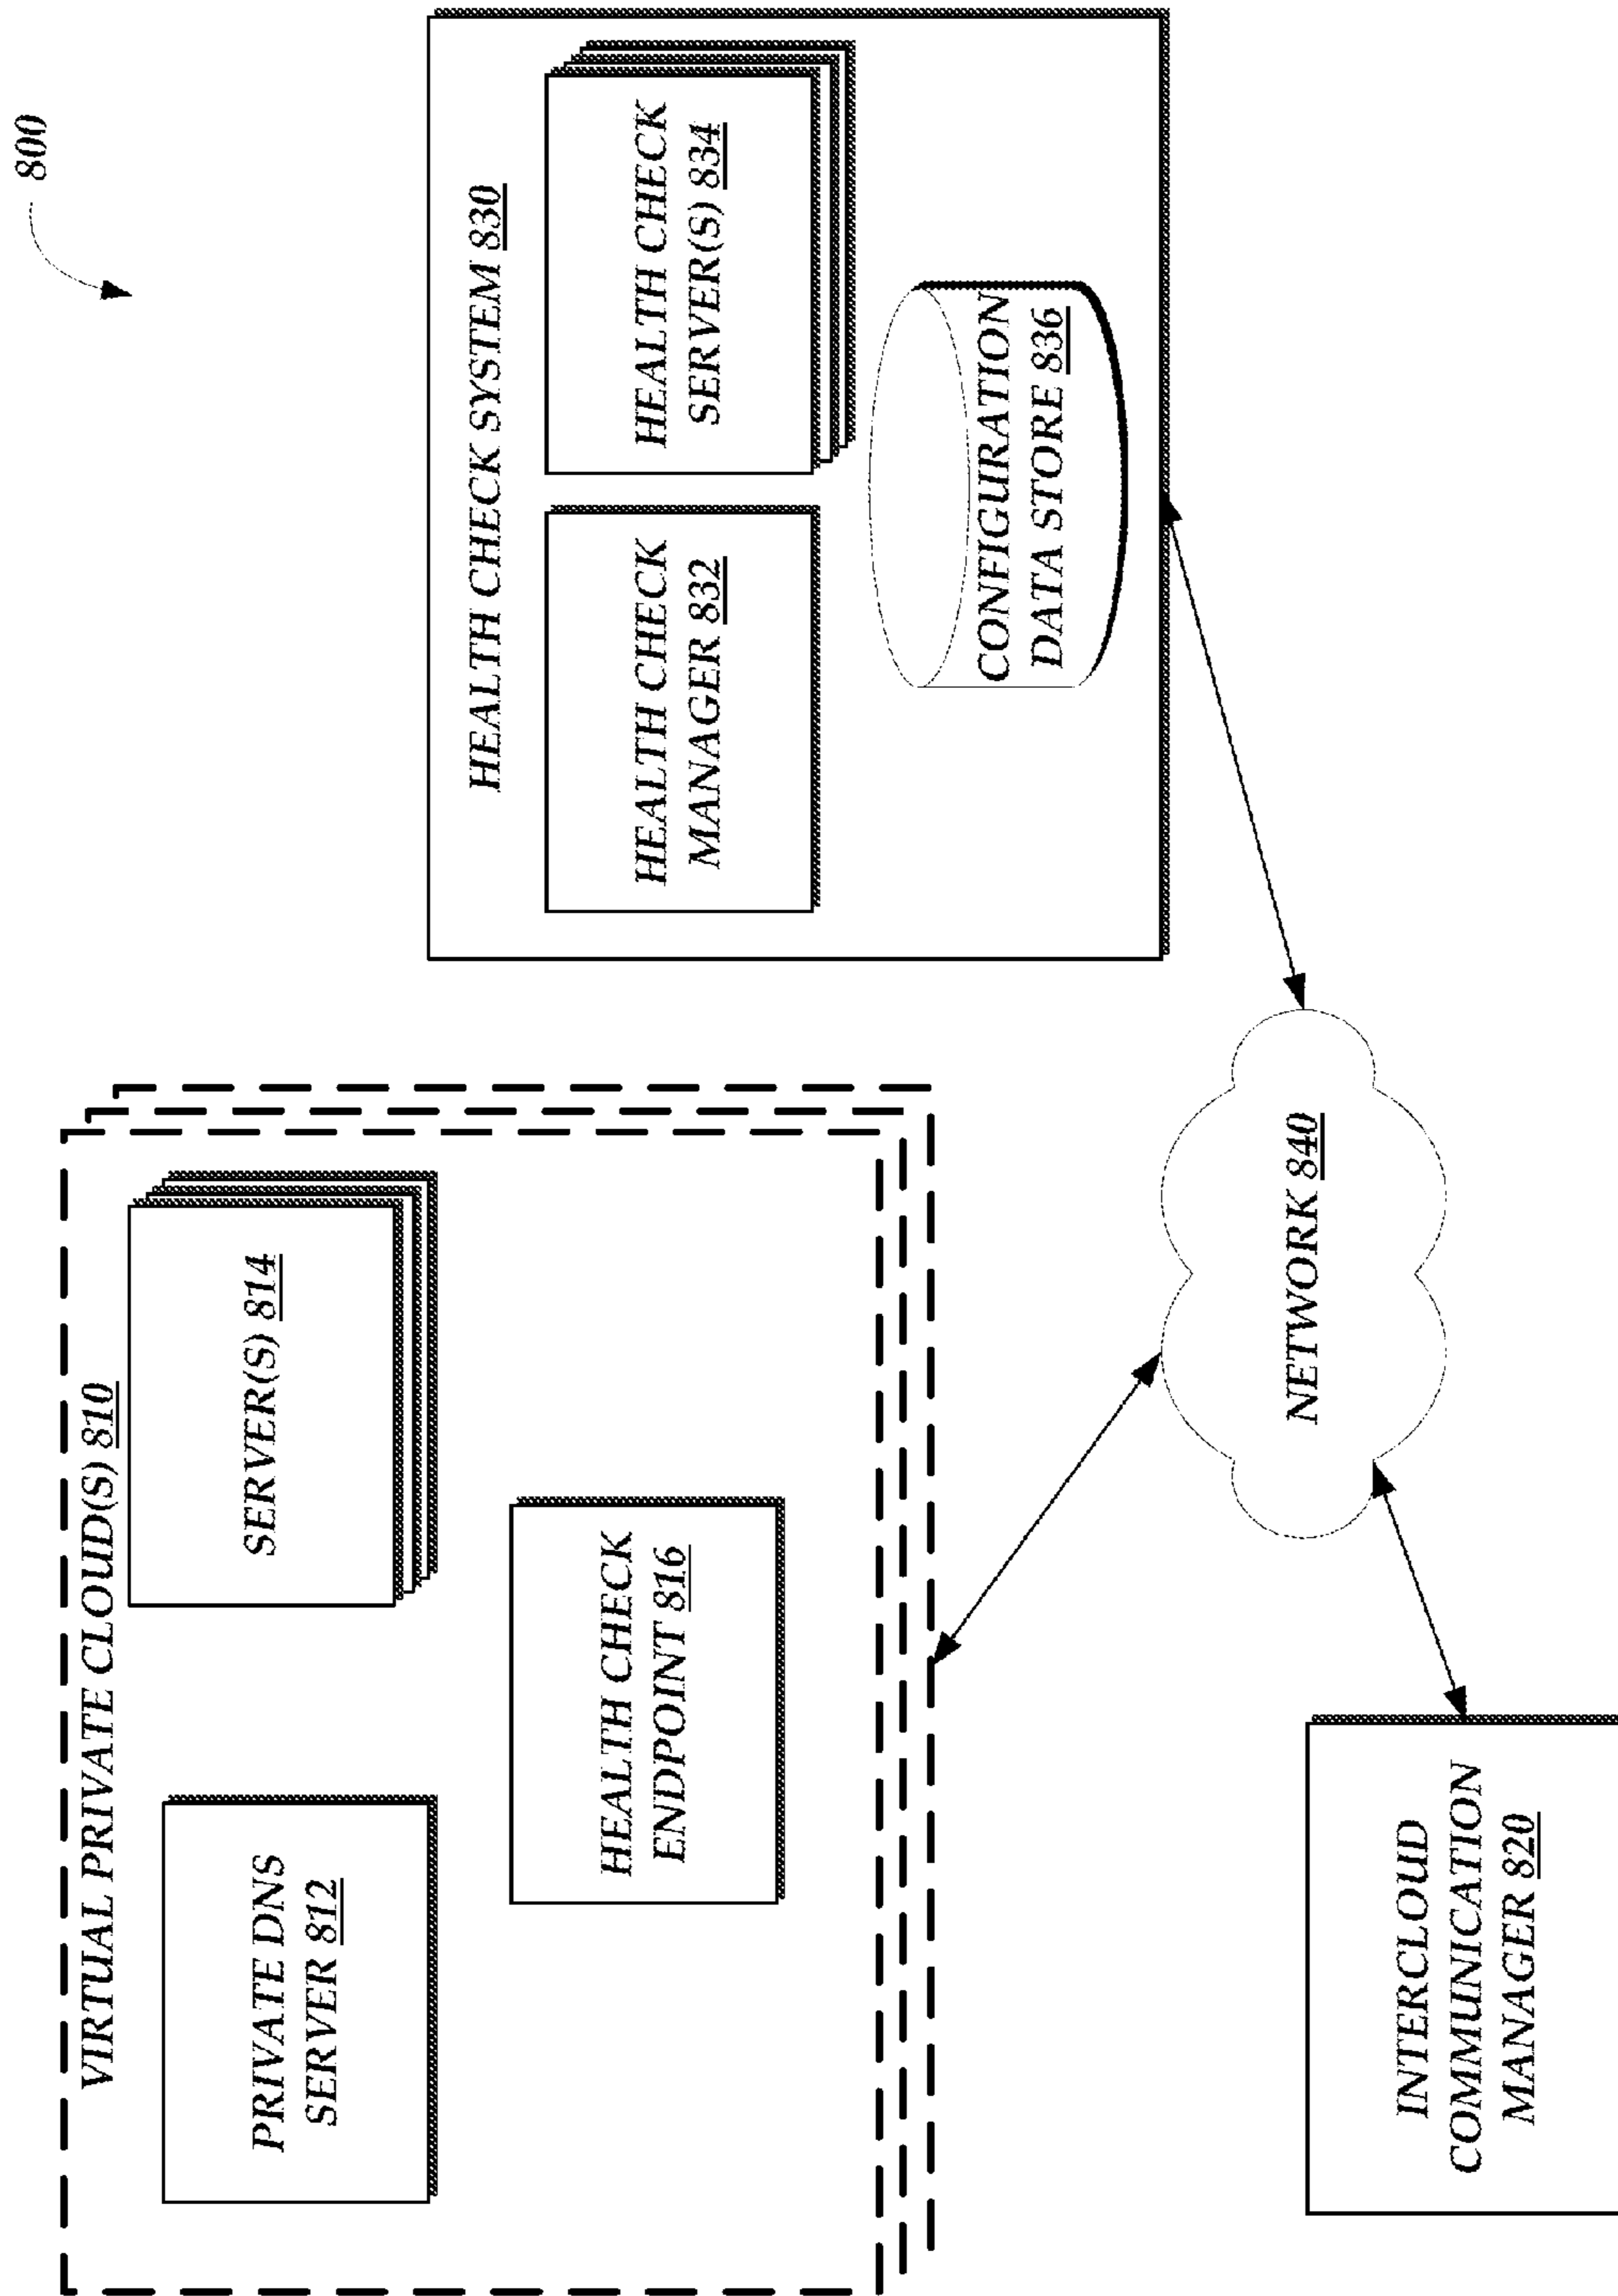 800
VIRTUAL PRIVATE CLOUD(S) 810
PRIVATE DNS
SERVER 812
SERVER(S) 814
HEALTH CHECK
ENDPOINT 816
HEALTH CHECK SYSTEM 830
HEALTH CHECK
MANAGER 832
HEALTH CHECK
SERVER(S) 834
CONFIGURATION
DATA STORE 836
NETWORK 840
INTERCLOUD
COMMUNICATION
MANAGER 820